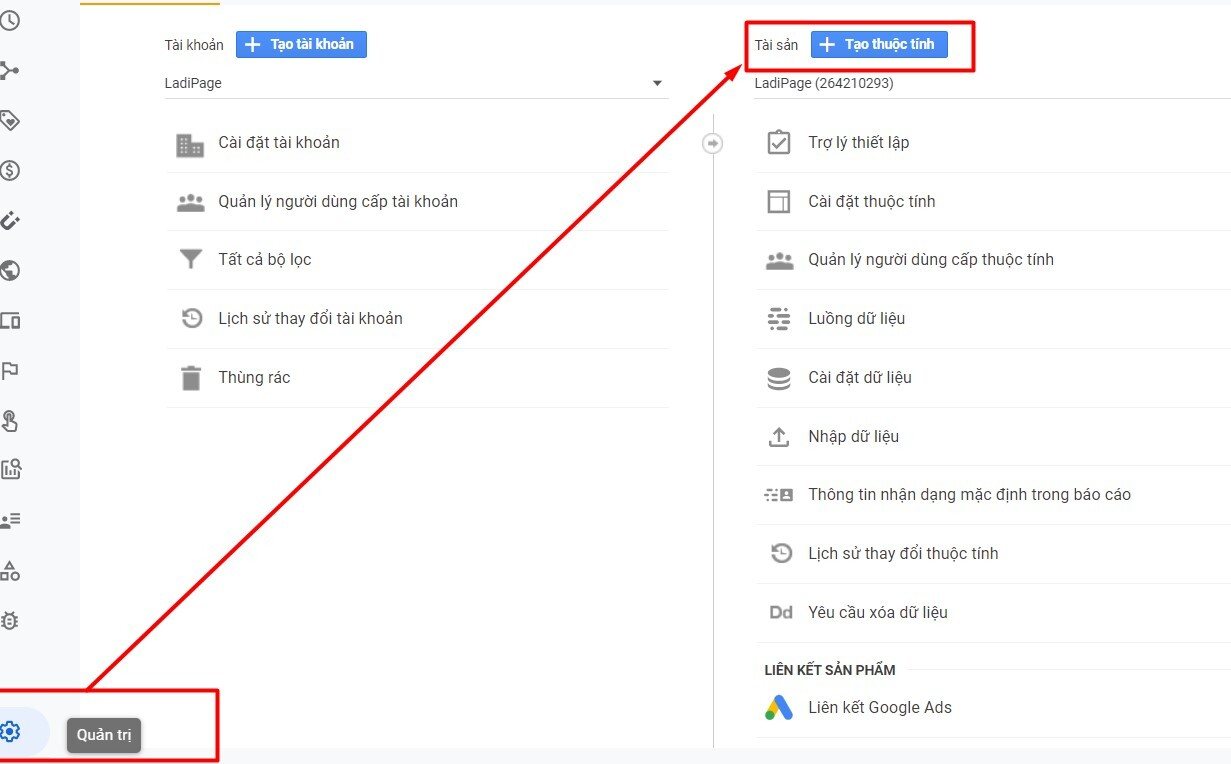 Tài khoản
Tạo tài khoản
LadiPage
Cài đặt tài khoản
Quản lý người dùng cấp tài khoản
Tất cả bộ lọc
Lịch sử thay đổi tài khoản
Thùng rác
Tài sản
Tạo thuộc tính
LadiPage (264210293)
Trợ lý thiết lập
Cài đặt thuộc tính
Quản lý người dùng cấp thuộc tính
Luồng dữ liệu
Cài đặt dữ liệu
Nhập dữ liệu
Thông tin nhận dạng mặc định trong báo cáo
Lịch sử thay đổi thuộc tính
Dd Yêu cầu xóa dữ liệu
LIÊN KẾT SẢN PHẨM
Liên kết Google Ads
Quản trị